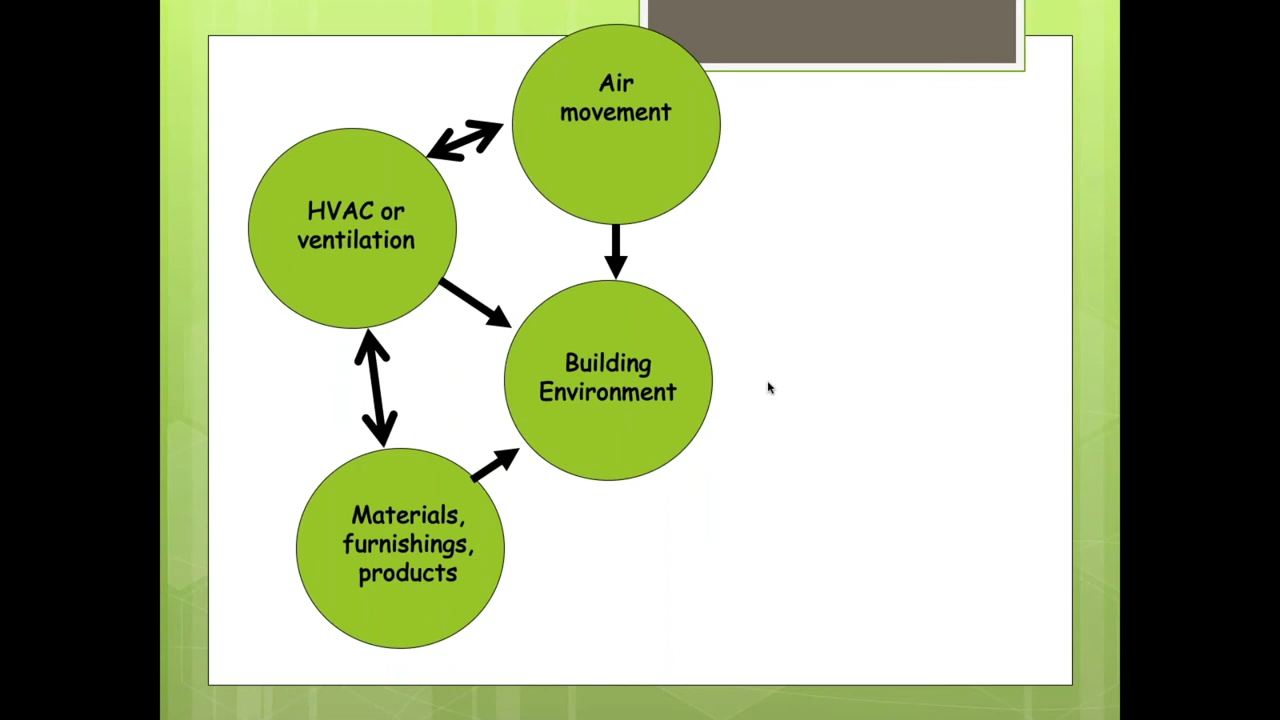 Air
movement
HVAC or
ventilation
Building
Environment
Materials,
furnishings,
products